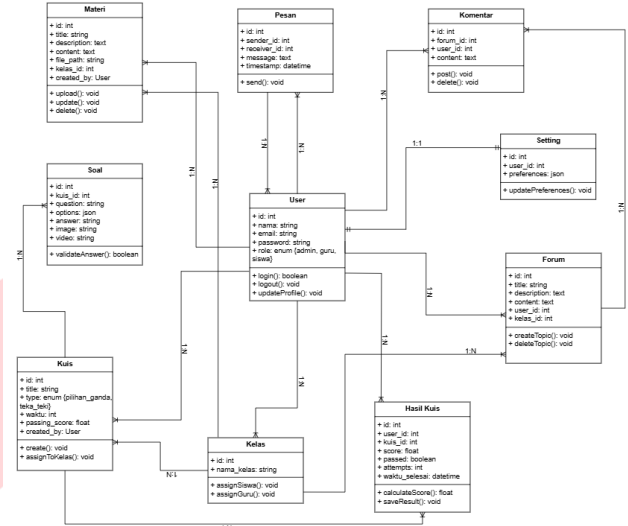 Materi
+ id: int
+ title: string
+ description: text
+ content: text
+ file_path: string
+ kelas_id: int
+ created_by: User
+ upload(): void
+ update(): void
+ delete(): void
Pesan
+ id: int
+ sender_id: int
+ receiver_id: int
+ message: text
+ timestamp: datetime
+ send(): void
Komentar
+ id: int
+ forum_id: int
+ user_id: int
+ content: text
+ post(): void
+ delete(): void
1:N
1:N
1:N
1:N
1:1
Setting
+ id: int
+ user_id: int
+ preferences: json
+ updatePreferences(): void
Soal
+ id: int
+ kuis_id: int
+ question: string
+ options: json
+ answer: string
+ image: string
+ video: string
+ validateAnswer(): boolean
User
+ id: int
+ nama: string
+ email: string
+ password: string
+ role: enum {admin, guru,
siswa}
+ login(): boolean
+ logout(): void
+ updateProfile(): void
1:N
1:N
Forum
+ id: int
+ title: string
+ description: text
+ content: text
+ user_id: int
+ kelas_id: int
+ createTopic(): void
+ deleteTopic(): void
1:N
1:N
1:N
1:N
1:N
Kuis
+ id: int
+ title: string
+ type: enum {pilihan_ganda,
teka_teki}
+ waktu: int
+ passing_score: float
+ created_by: User
+ create(): void
+ assignToKelas(): void
Kelas
+ id: int
+ nama_kelas: string
+ assignSiswa(): void
+ assignGuru(): void
1:N
Hasil Kuis
+ id: int
+ user_id: int
+ kuis_id: int
+ score: float
+ passed: boolean
+ attempts: int
+ waktu_selesai: datetime
+ calculateScore(): float
+ saveResult(): void